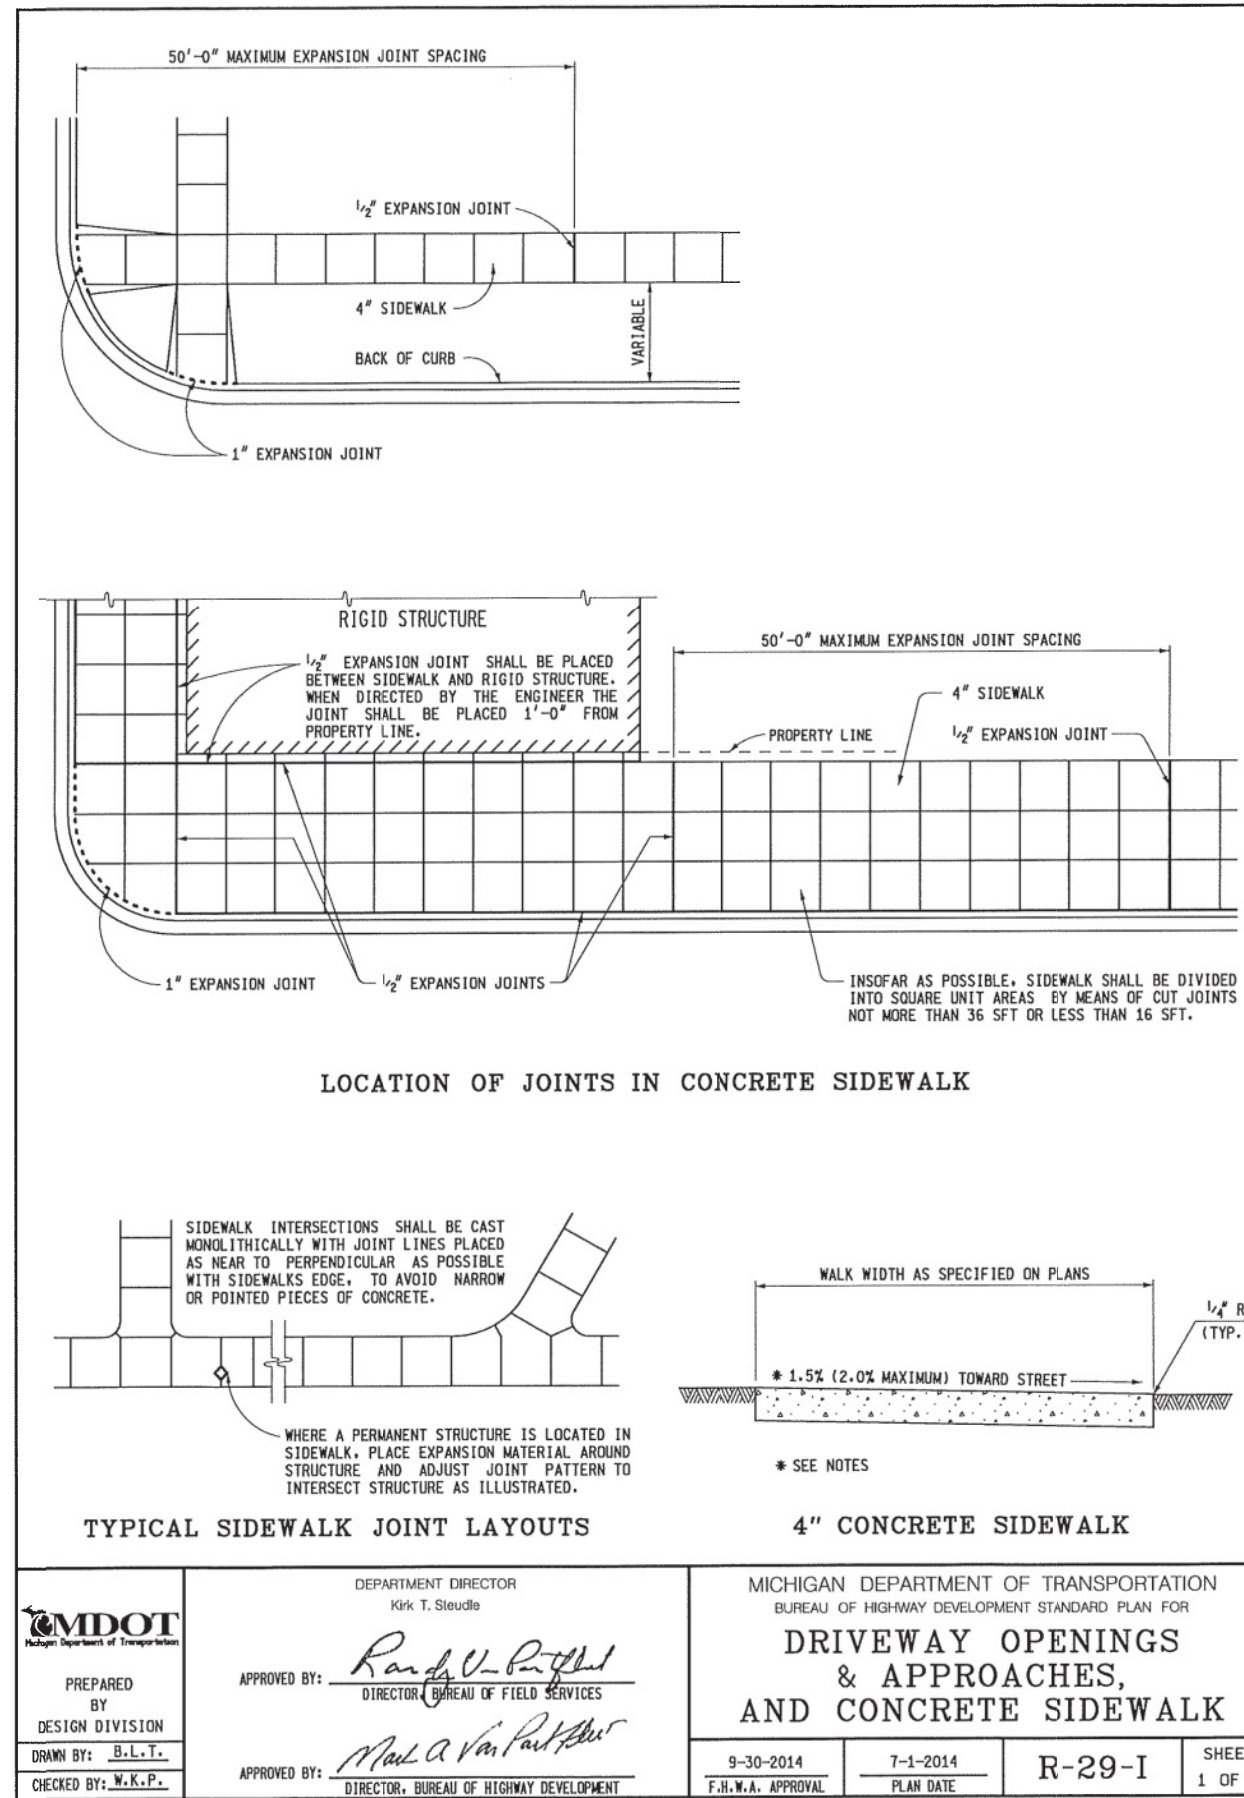 50'-0" MAXIMUM EXPANSION JOINT SPACING
1/2" EXPANSION JOINT
4" SIDEWALK
VARIABLE
BACK OF CURB
1" EXPANSION JOINT
RIGID STRUCTURE
1/2" EXPANSION JOINT SHALL BE PLACED
BETWEEN SIDEWALK AND RIGID STRUCTURE.
WHEN DIRECTED BY THE ENGINEER THE
JOINT SHALL BE PLACED 1'-0" FROM
PROPERTY LINE.
50'-0" MAXIMUM EXPANSION JOINT SPACING
4" SIDEWALK
PROPERTY LINE
1/2" EXPANSION JOINT
1" EXPANSION JOINT
1/2" EXPANSION JOINTS
INSOFAR AS POSSIBLE, SIDEWALK SHALL BE DIVIDED
INTO SQUARE UNIT AREAS BY MEANS OF CUT JOINTS
NOT MORE THAN 36 SFT OR LESS THAN 16 SFT.
LOCATION OF JOINTS IN CONCRETE SIDEWALK
SIDEWALK INTERSECTIONS SHALL BE CAST
MONOLITHICALLY WITH JOINT LINES PLACED
AS NEAR TO PERPENDICULAR AS POSSIBLE
WITH SIDEWALKS EDGE, TO AVOID NARROW
OR POINTED PIECES OF CONCRETE.
WHERE A PERMANENT STRUCTURE IS LOCATED IN
SIDEWALK, PLACE EXPANSION MATERIAL AROUND
STRUCTURE AND ADJUST JOINT PATTERN TO
INTERSECT STRUCTURE AS ILLUSTRATED.
TYPICAL SIDEWALK JOINT LAYOUTS
WALK WIDTH AS SPECIFIED ON PLANS
1/4" R
(TYP.
* 1.5% (2.0% MAXIMUM) TOWARD STREET
* SEE NOTES
4" CONCRETE SIDEWALK
MDOT
Michigan Department of Transportation
PREPARED
BY
DESIGN DIVISION
DRAWN BY: B.L.T.
CHECKED BY: W.K.P.
DEPARTMENT DIRECTOR
Kirk T. Steudle
APPROVED BY:
DIRECTOR, BUREAU OF FIELD SERVICES
APPROVED BY: Mark A Van Port Fleet
DIRECTOR, BUREAU OF HIGHWAY DEVELOPMENT
MICHIGAN DEPARTMENT OF TRANSPORTATION
BUREAU OF HIGHWAY DEVELOPMENT STANDARD PLAN FOR
DRIVEWAY OPENINGS
& APPROACHES,
AND CONCRETE SIDEWALK
9-30-2014
F.H.W.A. APPROVAL
7-1-2014
PLAN DATE
R-29-I
SHEE
1 OF